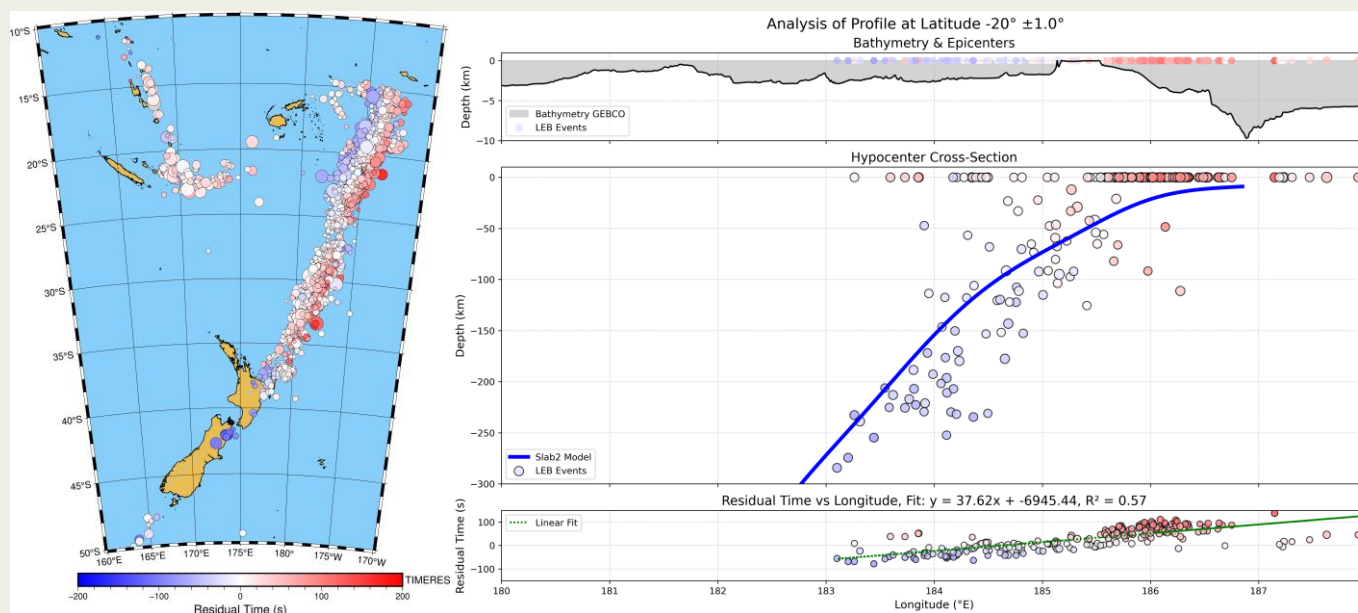 10°S
15°S
20°S
25°S
30°S
35°S
40°S
45°S
50°S
160°E
165°E
170°E
175°E
180°
175°W
170°W
TIMERES
-200
-100
0
100
200
Residual Time (s)
Analysis of Profile at Latitude -20° ±1.0°
Bathymetry & Epicenters
Depth (km)
0
−5
−10
Bathymetry GEBCO
LEB Events
Hypocenter Cross-Section
Depth (km)
0
−50
−100
−150
−200
−250
−300
Slab2 Model
LEB Events
Residual Time vs Longitude, Fit: y = 37.62x + -6945.44, R² = 0.57
Residual Time (s)
100
0
−100
Linear Fit
180
181
182
183
184
185
186
187
Longitude (°E)